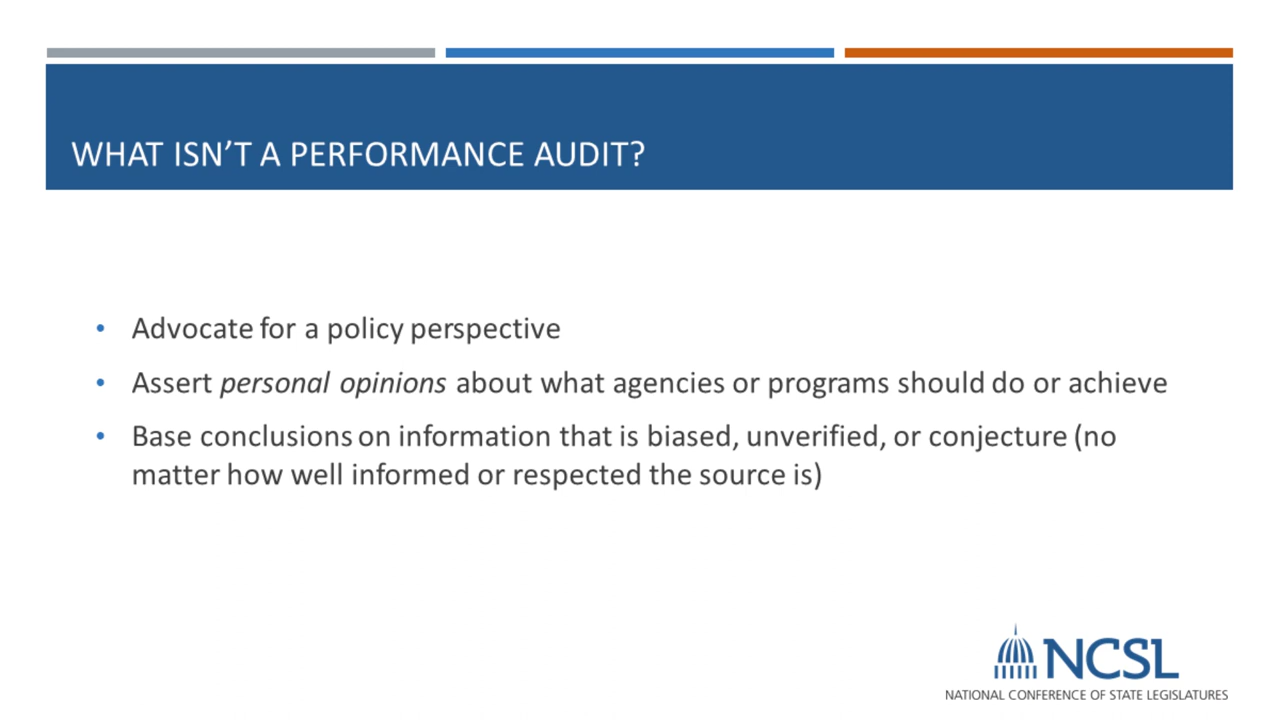 WHAT ISN’T A PERFORMANCE AUDIT?
• Advocate for a policy perspective
• Assert personal opinions about what agencies or programs should do or achieve
• Base conclusions on information that is biased, unverified, or conjecture (no
matter how well informed or respected the source is)
NCSL
NATIONAL CONFERENCE OF STATE LEGISLATURES